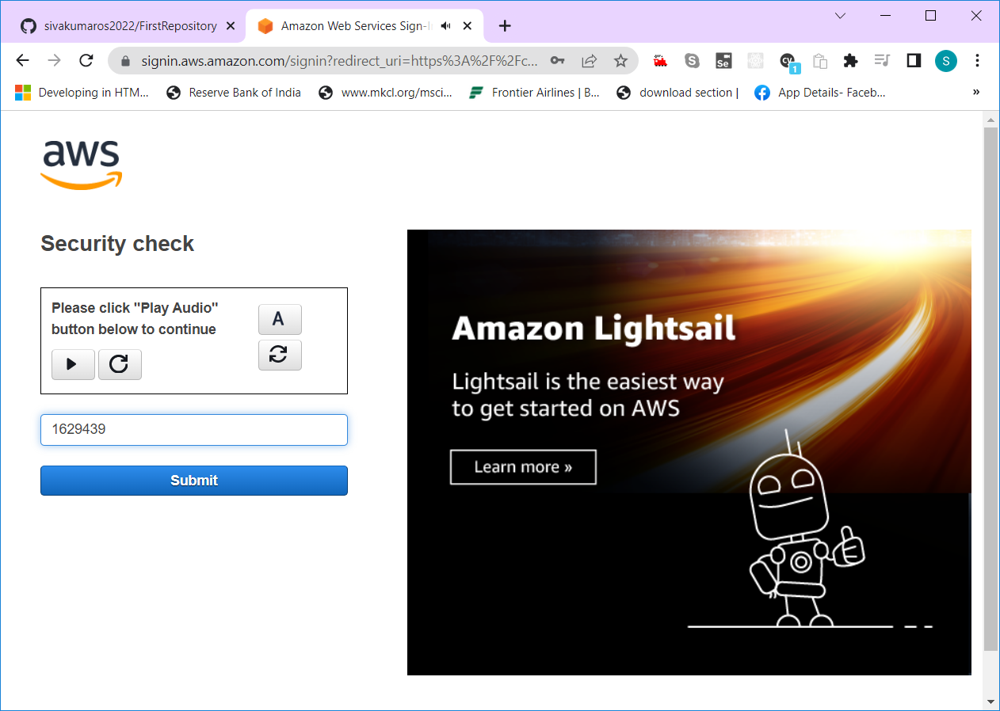 sivakumaros2022/FirstRepository
Amazon Web Services Sign-I
signin.aws.amazon.com/signin?redirect_uri=https%3A%2F%2Fc...
S
Se
cy
1
S
Developing in HTM...
Reserve Bank of India
www.mkcl.org/msci...
Frontier Airlines | B...
download section |
App Details- Faceb...
»
aws
Security check
Please click "Play Audio"
button below to continue
A
1629439
Submit
Amazon Lightsail
Lightsail is the easiest way
to get started on AWS
Learn more »